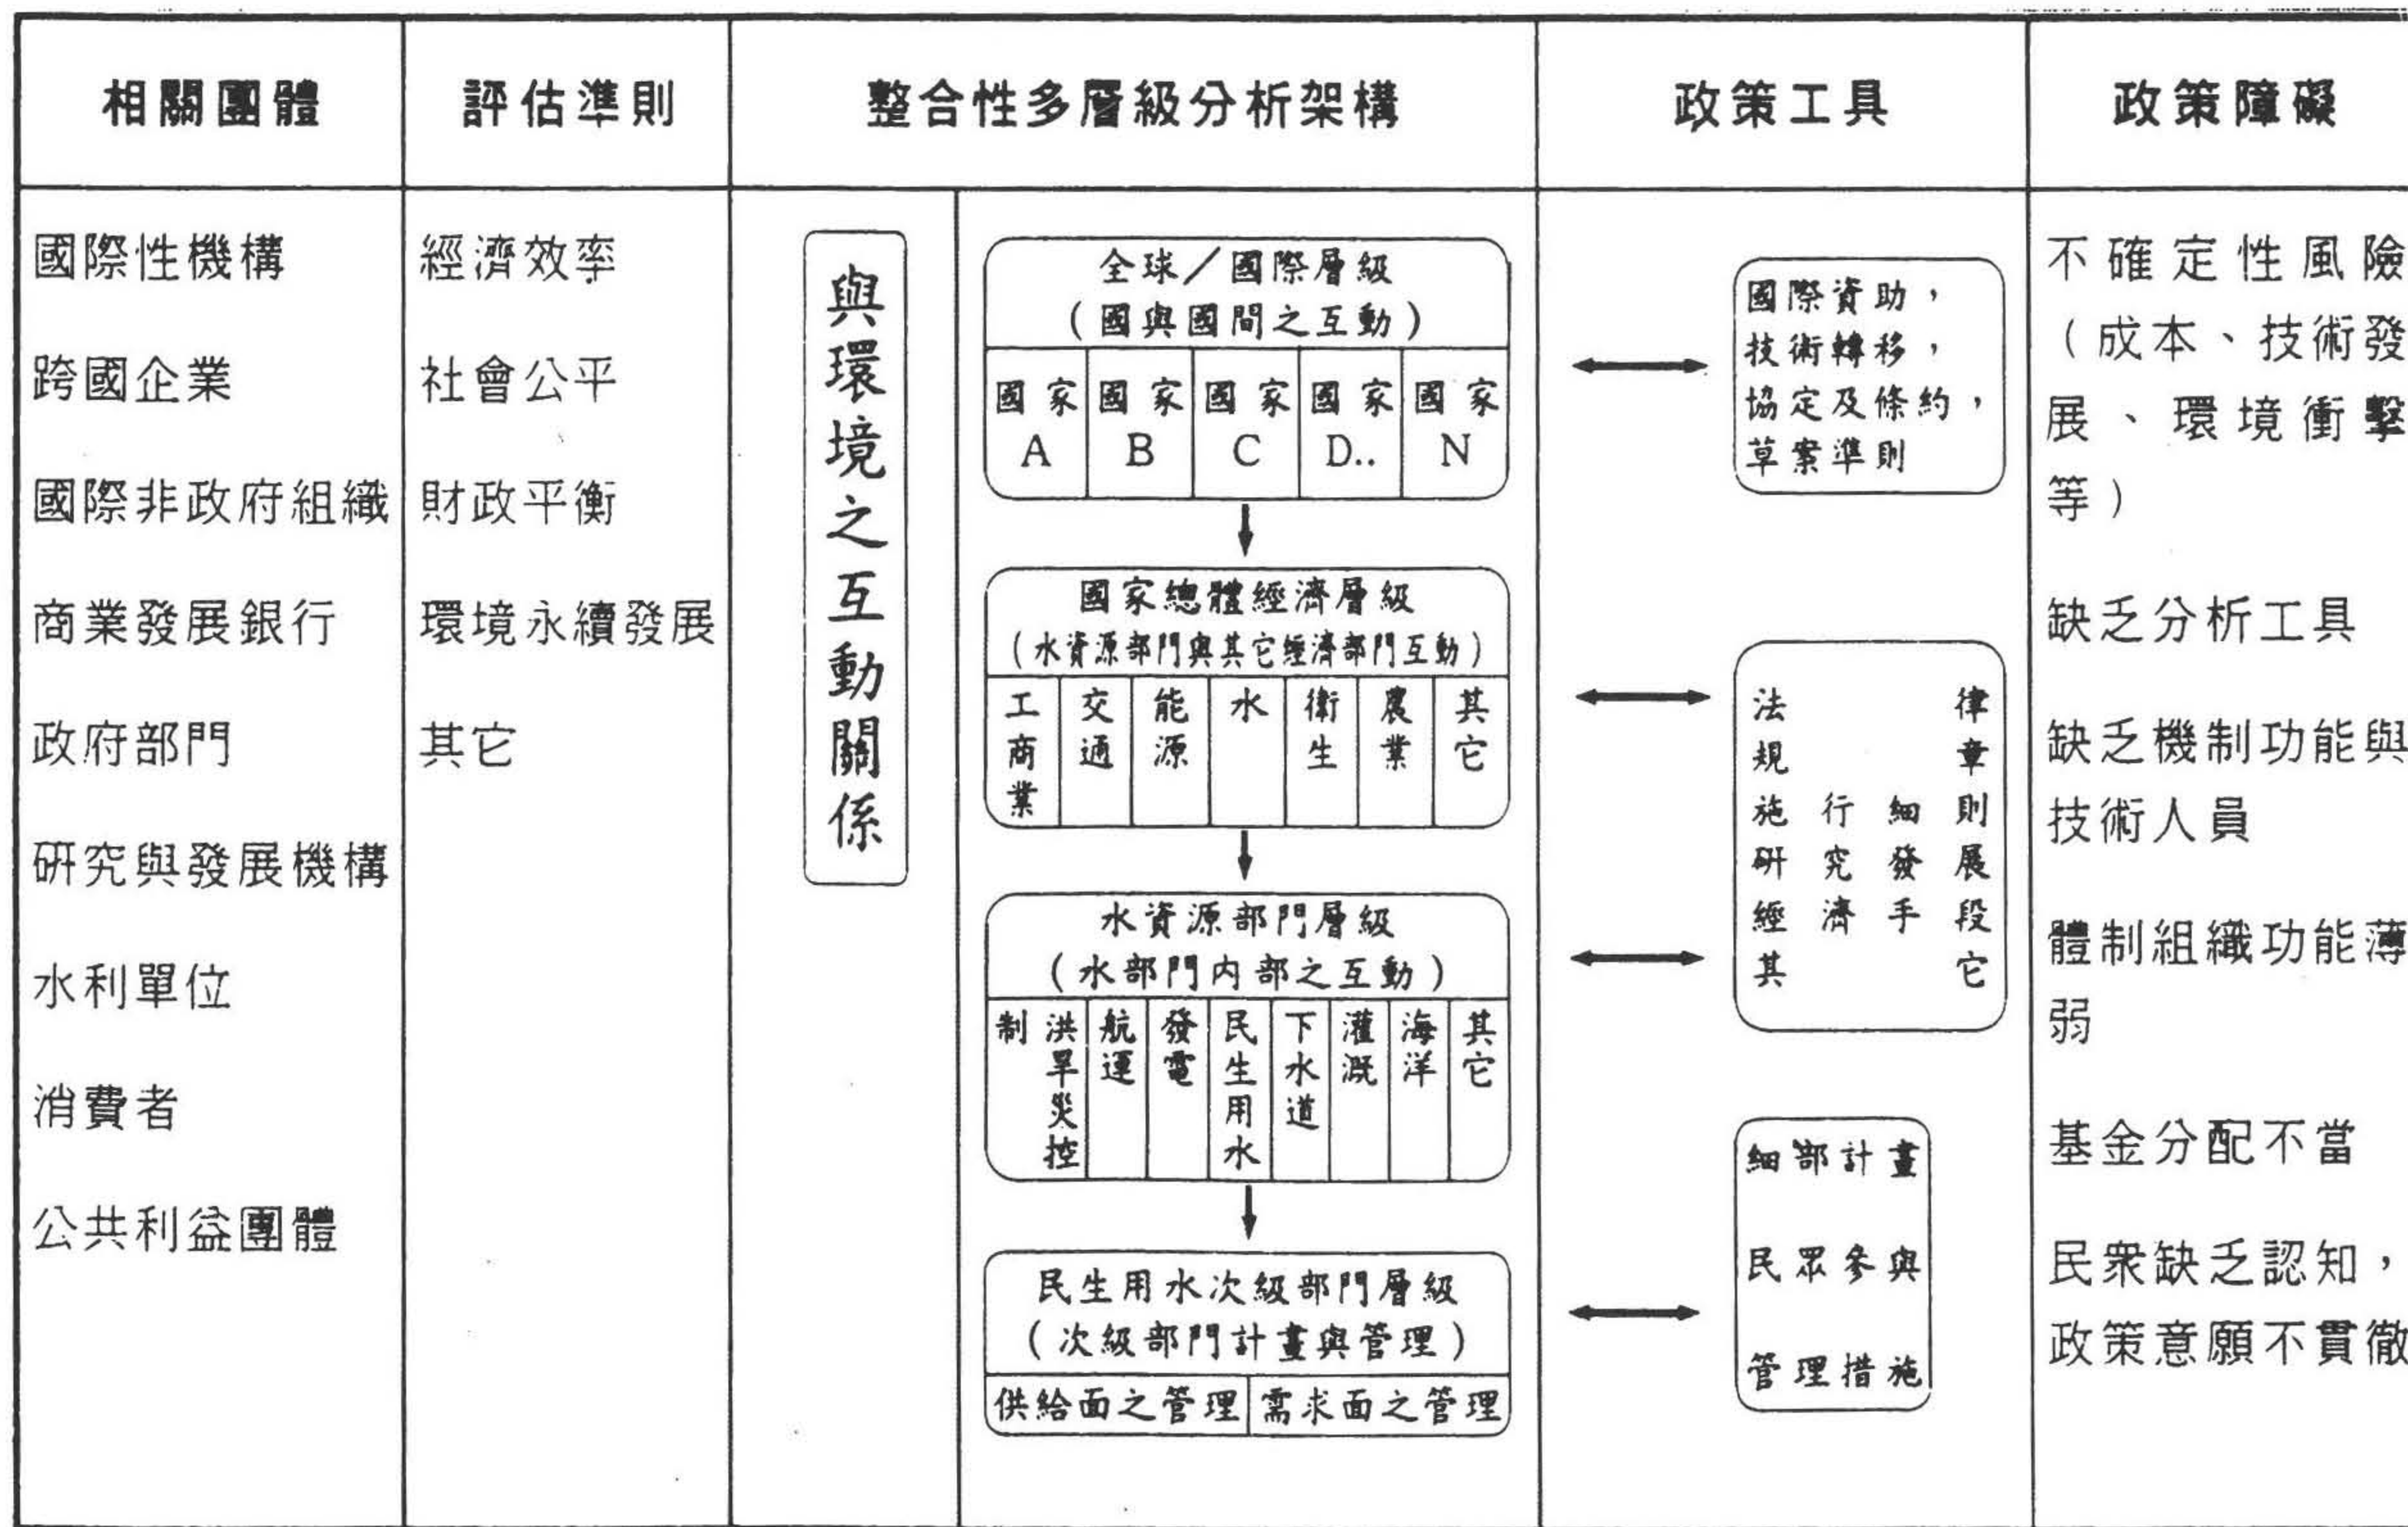 相關團體
評估準則
整合性多層級分析架構
政策工具
政策障礙
國際性機構
跨國企業
國際非政府組織
商業發展銀行
政府部門
研究與發展機構
水利單位
消費者
公共利益團體
經濟效率
社會公平
財政平衡
環境永續發展
其它
與環境之互動關係
全球／國際層級
（國與國間之互動）
國家 國家 國家 國家 國家
A B C D.. N
國家總體經濟層級
（水資源部門與其它經濟部門互動）
工商業
交通
能源
水
衛生
農業
其它
水資源部門層級
（水部門內部之互動）
洪旱災控
制
航運
發電
民生用水
下水道
灌溉
海洋
其它
民生用水次級部門層級
（次級部門計畫與管理）
供給面之管理 需求面之管理
國際資助，
技術轉移，
協定及條約，
草案準則
法律
規章
施行細則
研究發展
經濟手段
其它
細部計畫
民眾參與
管理措施
不確定性風險
（成本、技術發
展、環境衝擊
等）
缺乏分析工具
缺乏機制功能與
技術人員
體制組織功能薄
弱
基金分配不當
民眾缺乏認知，
政策意願不貫徹